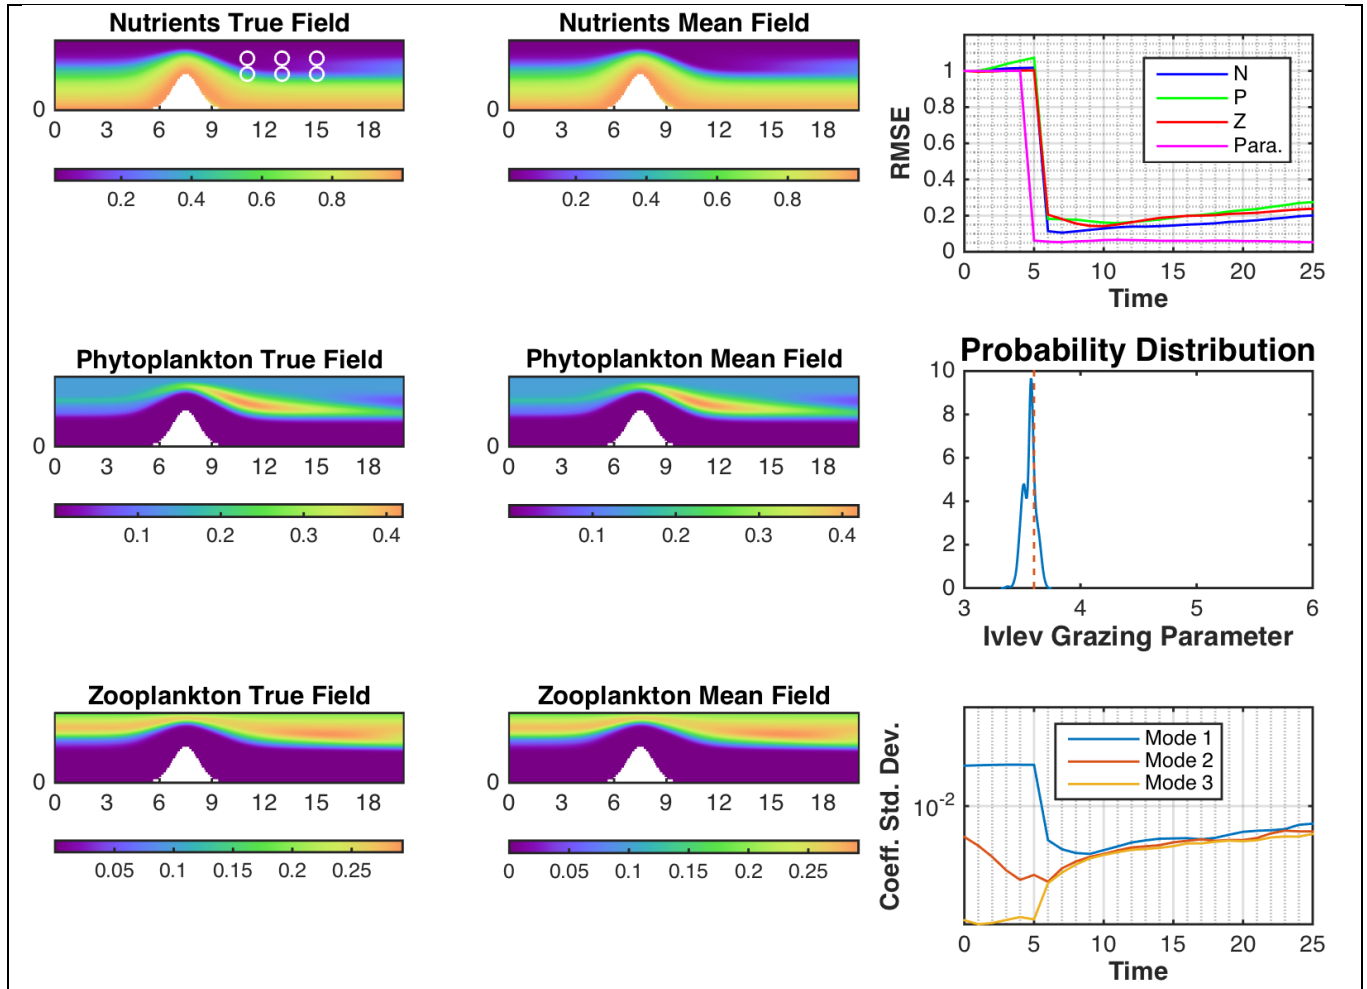 Nutrients True Field
0
0 3 6 9 12 15 18
0.2 0.4 0.6 0.8
Nutrients Mean Field
0 3 6 9 12 15 18
0.2 0.4 0.6 0.8
RMSE
1
0.8
0.6
0.4
0.2
0
N
P
Z
Para.
0 5 10 15 20 25
Time
Phytoplankton True Field
0
0 3 6 9 12 15 18
0.1 0.2 0.3 0.4
Phytoplankton Mean Field
0 3 6 9 12 15 18
0.1 0.2 0.3 0.4
Probability Distribution
10
8
6
4
2
0
3 4 5 6
Ivlev Grazing Parameter
Zooplankton True Field
0
0 3 6 9 12 15 18
0.05 0.1 0.15 0.2 0.25
Zooplankton Mean Field
0 3 6 9 12 15 18
0 0.05 0.1 0.15 0.2 0.25
Coeff. Std. Dev.
10-2
Mode 1
Mode 2
Mode 3
0 5 10 15 20 25
Time